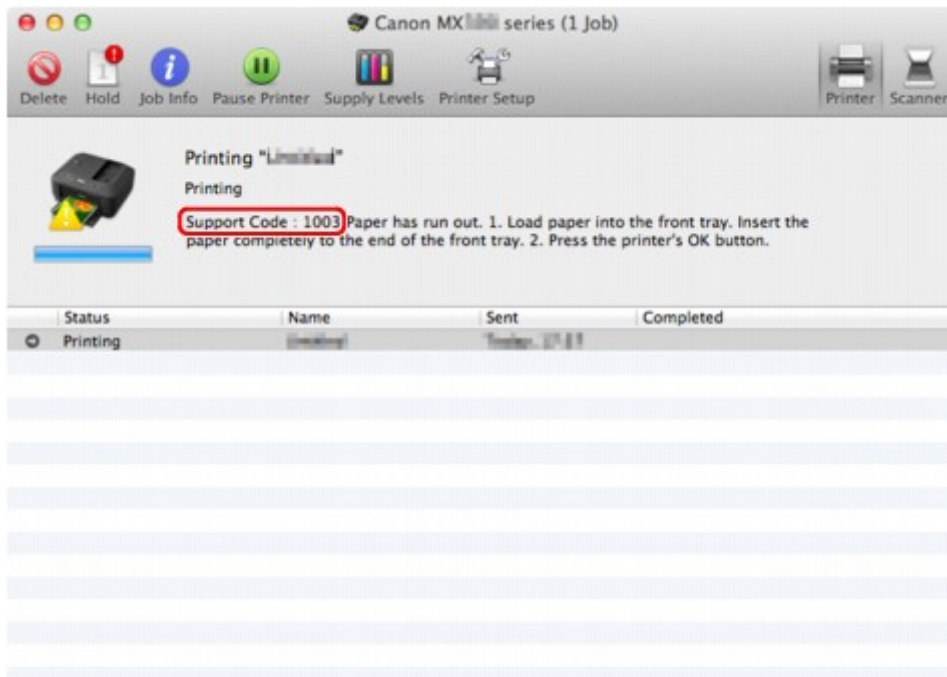 Canon MX series (1 Job)
Delete Hold Job Info Pause Printer Supply Levels Printer Setup Printer Scanner
Printing "
Printing
Support Code : 1003 Paper has run out. 1. Load paper into the front tray. Insert the
paper completely to the end of the front tray. 2. Press the printer's OK button.
Status Name Sent Completed
Printing